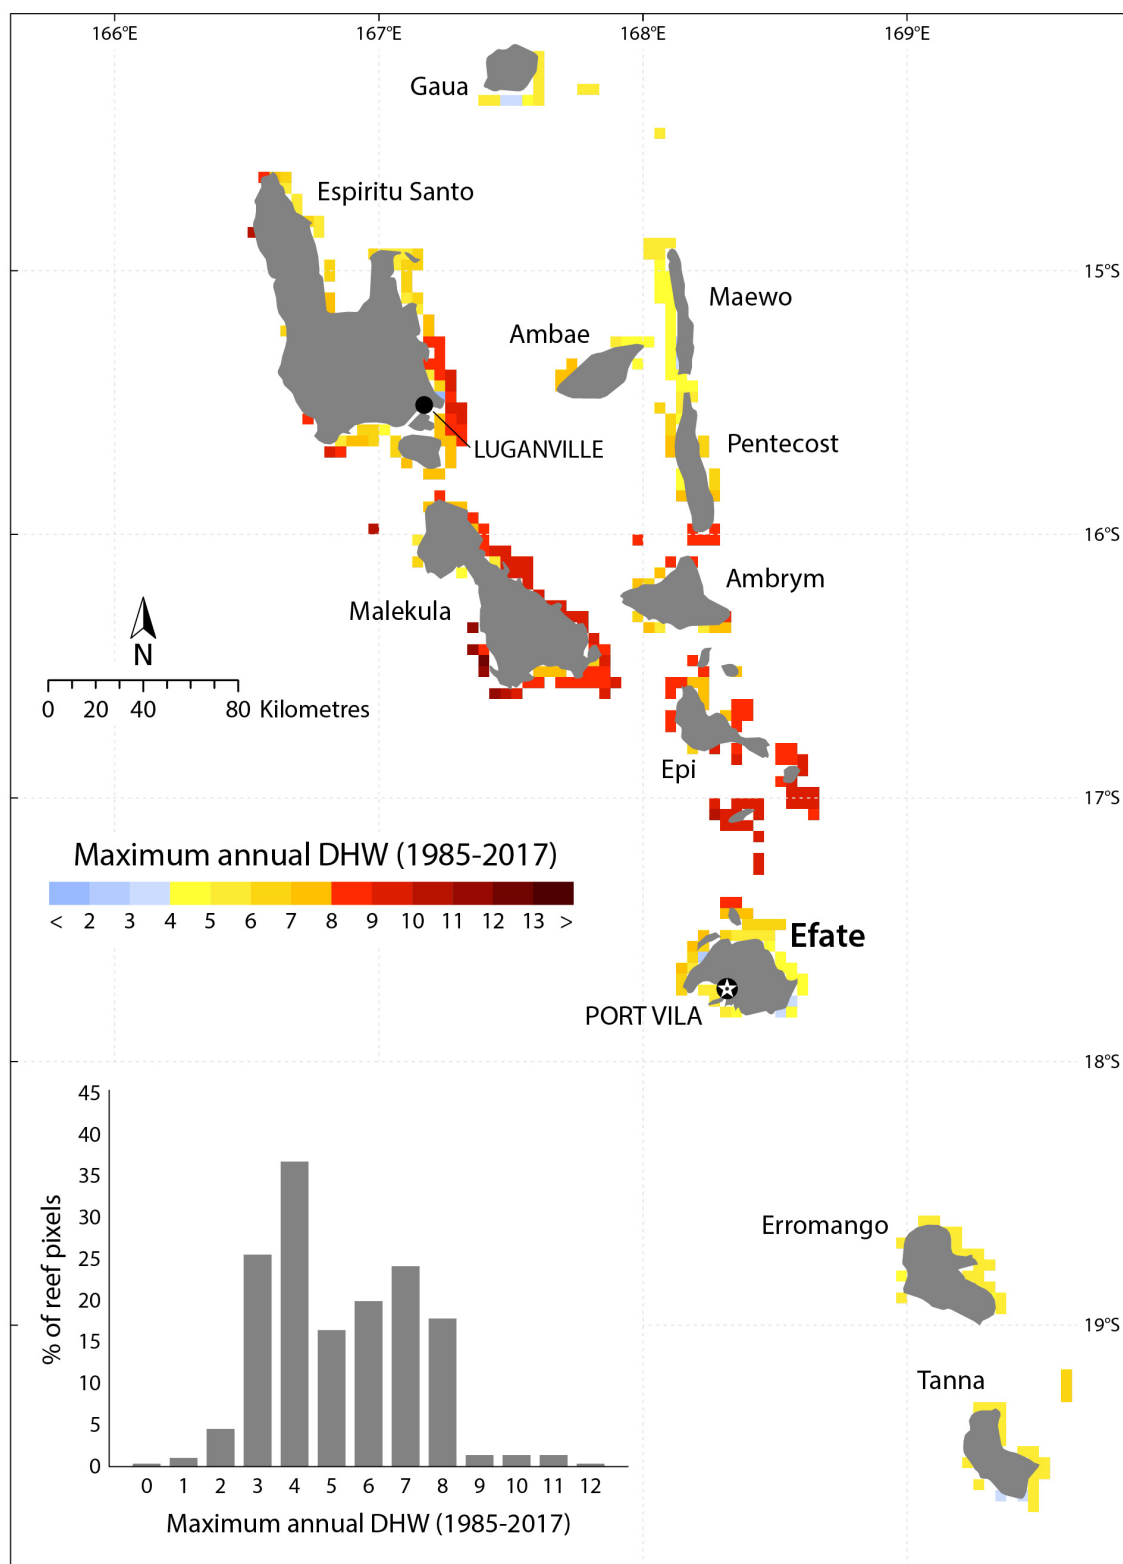 166°E 167°E 168°E 169°E
Gaua
Espiritu Santo
15°S
Maewo
Ambae
Pentecost
LUGANVILLE
16°S
Ambrym
Malekula
N
0 20 40 80 Kilometres
Epi
17°S
Maximum annual DHW (1985-2017)
< 2 3 4 5 6 7 8 9 10 11 12 13 >
Efate
PORT VILA
18°S
45
40
35
30
25
20
15
10
5
0
% of reef pixels
0 1 2 3 4 5 6 7 8 9 10 11 12
Maximum annual DHW (1985-2017)
Erromango
19°S
Tanna